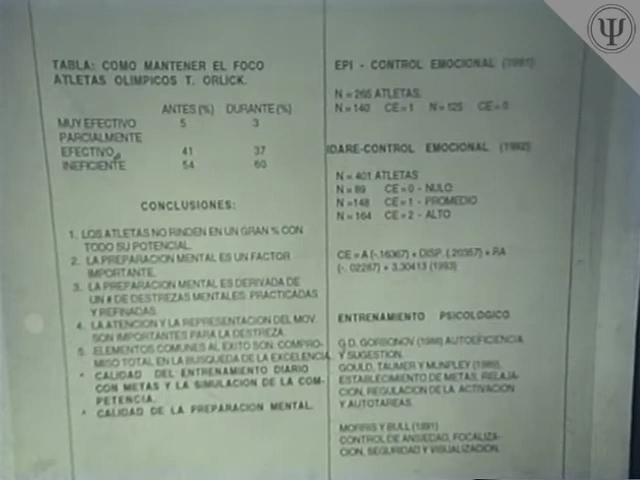 TABLA: COMO MANTENER EL FOCO
ATLETAS OLIMPICOS T. ORLICK.
ANTES (%) DURANTE (%)
MUY EFECTIVO 5 3
PARCIALMENTE
EFECTIVO 41 37
INEFICIENTE 54 60
CONCLUSIONES:
1. LOS ATLETAS NO RINDEN EN UN GRAN % CON
TODO SU POTENCIAL.
2. LA PREPARACION MENTAL ES UN FACTOR
IMPORTANTE.
3. LA PREPARACION MENTAL ES DERIVADA DE
UN # DE DESTREZAS MENTALES: PRACTICADAS
Y REFINADAS.
4. LA ATENCION Y LA REPRESENTACION DEL MOV.
SON IMPORTANTES PARA LA DESTREZA.
5. ELEMENTOS COMUNES AL EXITO SON: COMPRO-
MISO TOTAL EN LA BUSQUEDA DE LA EXCELENCIA
* CALIDAD DEL ENTRENAMIENTO DIARIO
CON METAS Y LA SIMULACION DE LA COM-
PETENCIA.
* CALIDAD DE LA PREPARACION MENTAL.
EPI - CONTROL EMOCIONAL (1981)
N = 265 ATLETAS.
N = 140 CE = 1 N = 125 CE = 0
IDARE-CONTROL EMOCIONAL (1992)
N = 401 ATLETAS
N = 89 CE = 0 - NULO
N = 148 CE = 1 - PROMEDIO
N = 164 CE = 2 - ALTO
CE = A (-.16367) + DISP. (.20357) + RA
(-. 02287) + 3.30413 (1993)
ENTRENAMIENTO PSICOLOGICO
G.D. GORBONOV (1988) AUTOEFICIENCIA
Y SUGESTION.
GOULD, TAUMER Y MUNPLEY (1989),
ESTABLECIMIENTO DE METAS, RELAJA-
CION, REGULACION DE LA ACTIVACION
Y AUTOTAREAS.
MORRIS Y BULL (1991)
CONTROL DE ANSIEDAD, FOCALIZA-
CION, SEGURIDAD Y VISUALIZACION.
Ψ